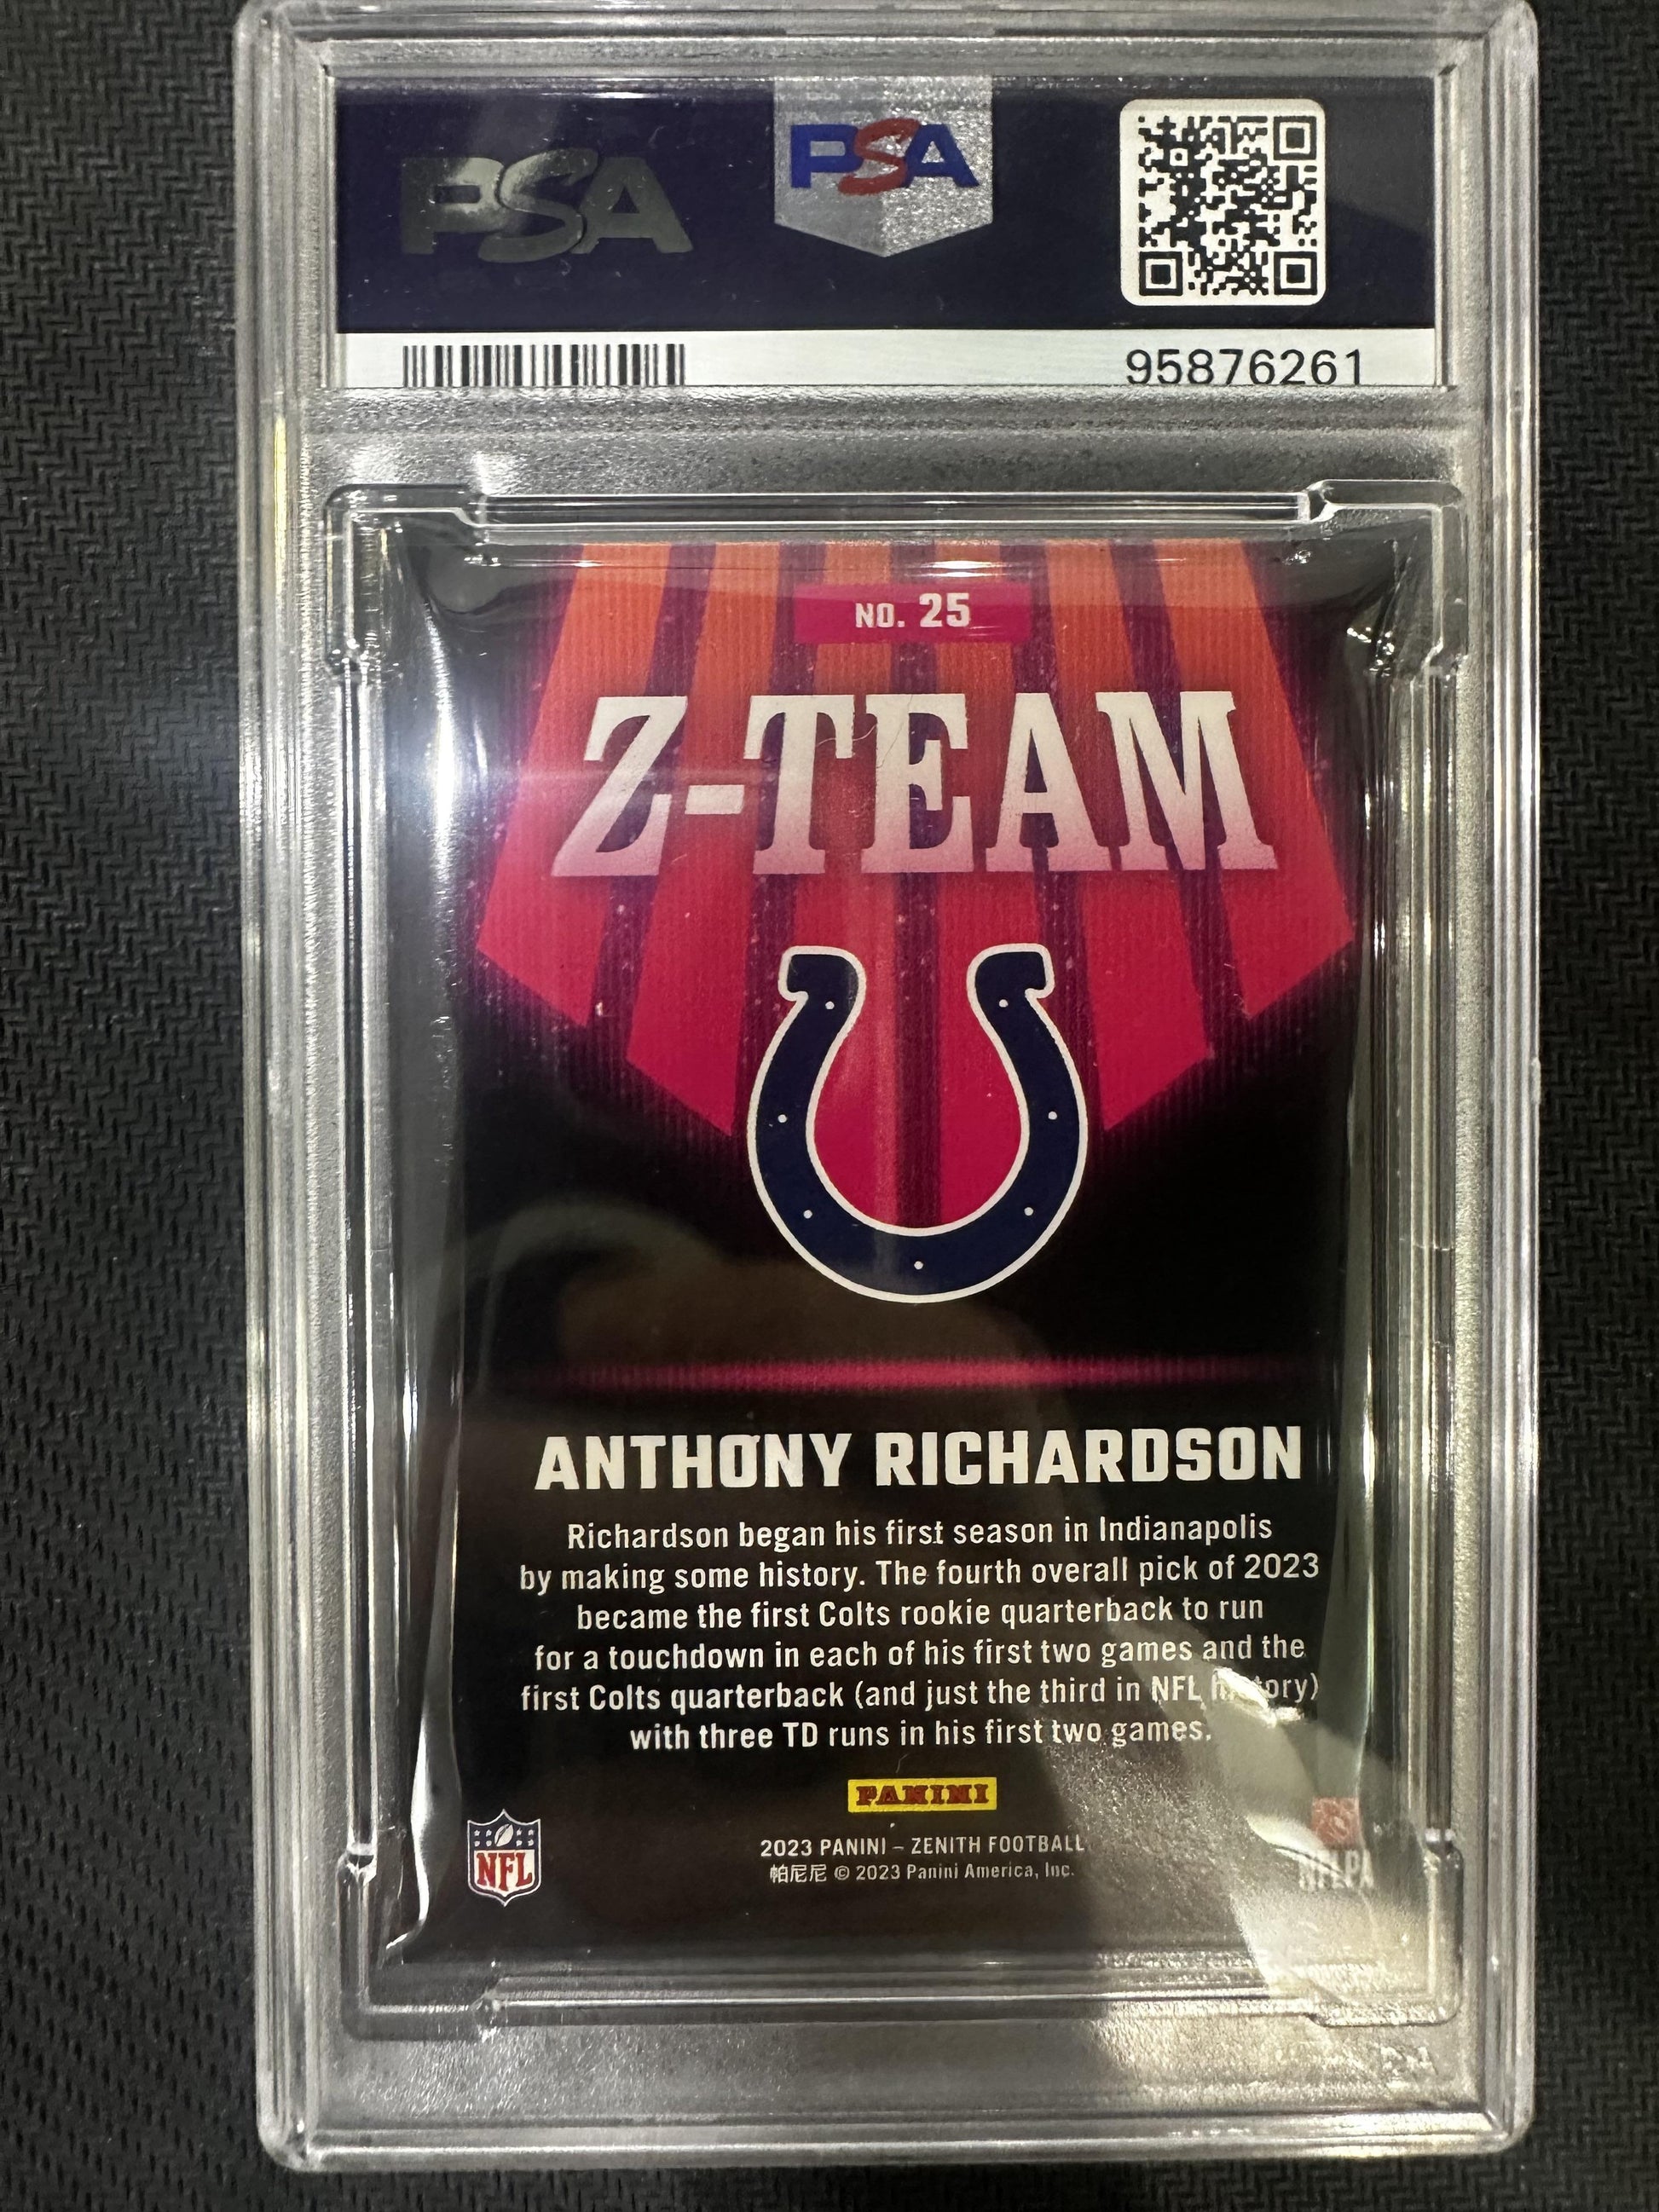 PSA
PSA
95876261
NO. 25
Z-TEAM
ANTHONY RICHARDSON
Richardson began his first season in Indianapolis
by making some history. The fourth overall pick of 2023
became the first Colts rookie quarterback to run
for a touchdown in each of his first two games and the
first Colts quarterback (and just the third in NFL history)
with three TD runs in his first two games.
PANINI
NFL
2023 PANINI – ZENITH FOOTBALL
帕尼尼 © 2023 Panini America, Inc.
NFLPA